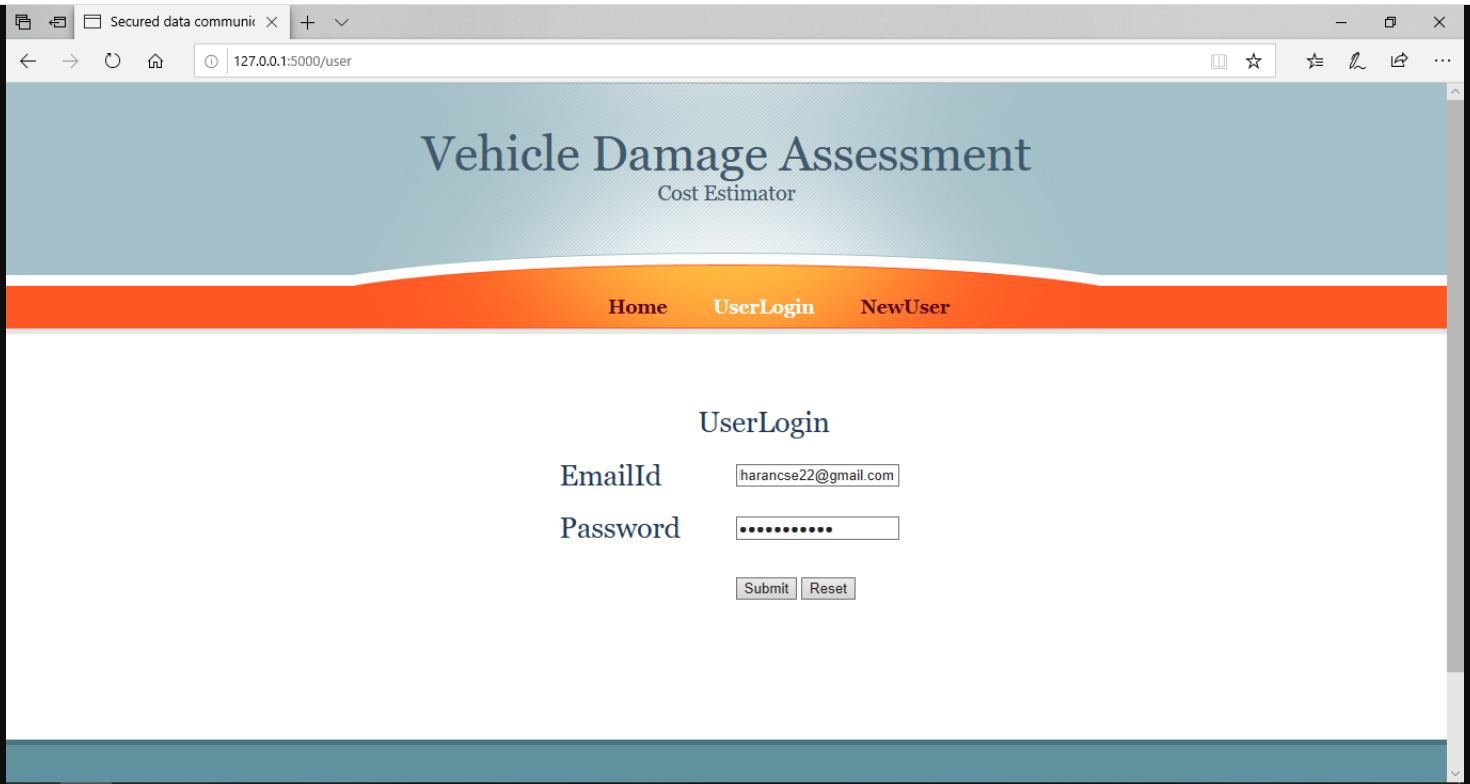 Secured data communic
127.0.0.1:5000/user
Vehicle Damage Assessment
Cost Estimator
Home UserLogin NewUser
UserLogin
EmailId harancse22@gmail.com
Password •••••••••••
Submit Reset